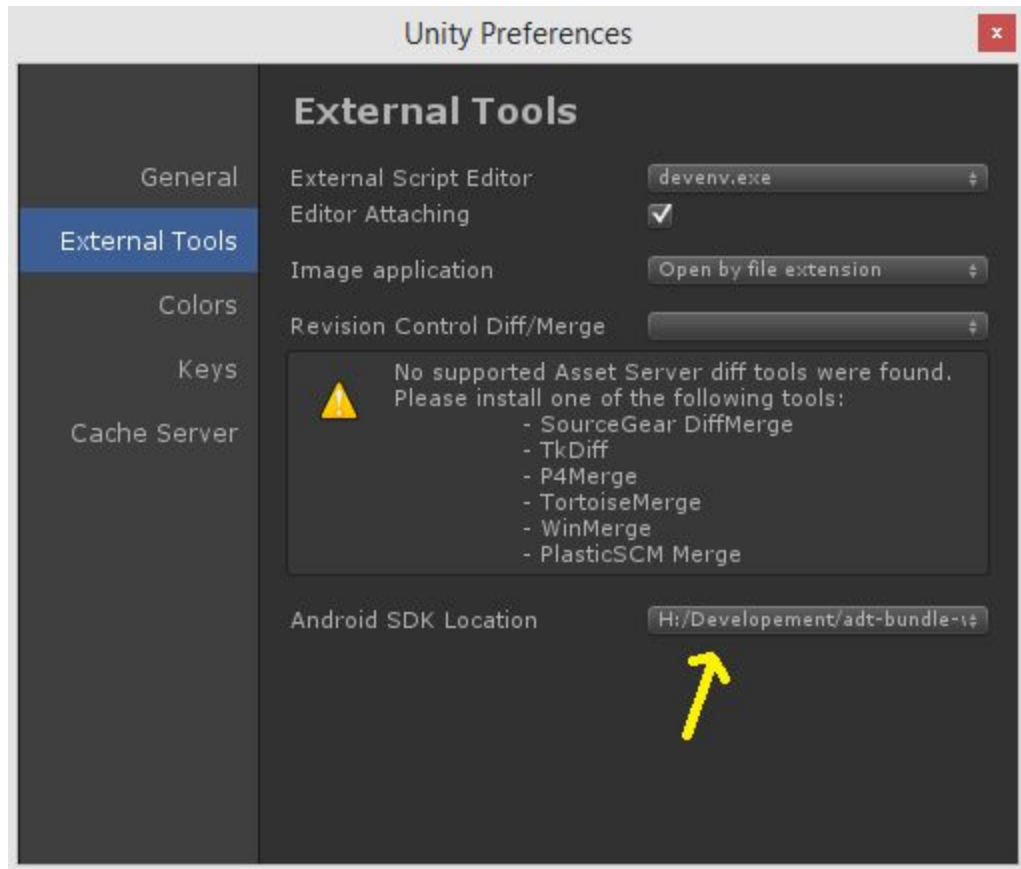 Unity Preferences
x
External Tools
General
External Tools
Colors
Keys
Cache Server
External Script Editor
devenv.exe
Editor Attaching
Image application
Open by file extension
Revision Control Diff/Merge
No supported Asset Server diff tools were found.
Please install one of the following tools:
- SourceGear DiffMerge
- TkDiff
- P4Merge
- TortoiseMerge
- WinMerge
- PlasticSCM Merge
Android SDK Location
H:/Developement/adt-bundle-